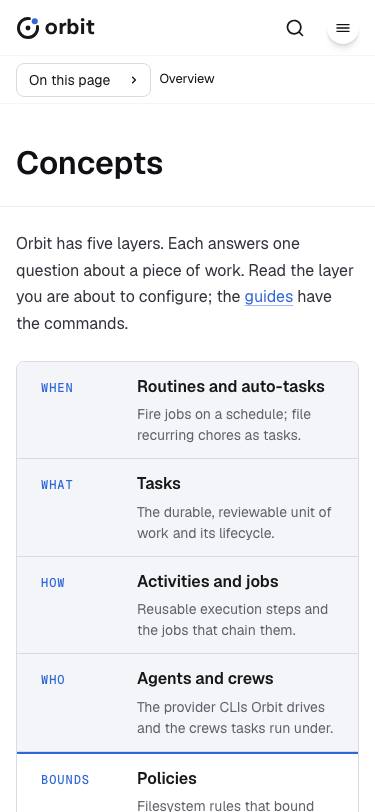 orbit
On this page
Overview
Concepts
Orbit has five layers. Each answers one
question about a piece of work. Read the layer
you are about to configure; the guides have
the commands.
WHEN
Routines and auto-tasks
Fire jobs on a schedule; file
recurring chores as tasks.
WHAT
Tasks
The durable, reviewable unit of
work and its lifecycle.
HOW
Activities and jobs
Reusable execution steps and
the jobs that chain them.
WHO
Agents and crews
The provider CLIs Orbit drives
and the crews tasks run under.
BOUNDS
Policies
Filesystem rules that bound